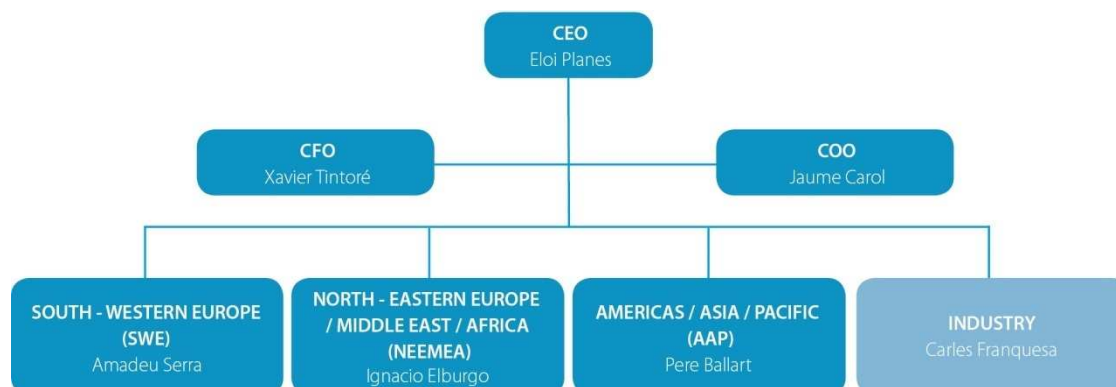 CEO
Eloi Planes
CFO
Xavier Tintoré
COO
Jaume Carol
SOUTH - WESTERN EUROPE
(SWE)
Amadeu Serra
NORTH - EASTERN EUROPE
/ MIDDLE EAST / AFRICA
(NEEMEA)
Ignacio Elburgo
AMERICAS / ASIA / PACIFIC
(AAP)
Pere Ballart
INDUSTRY
Carles Franquesa